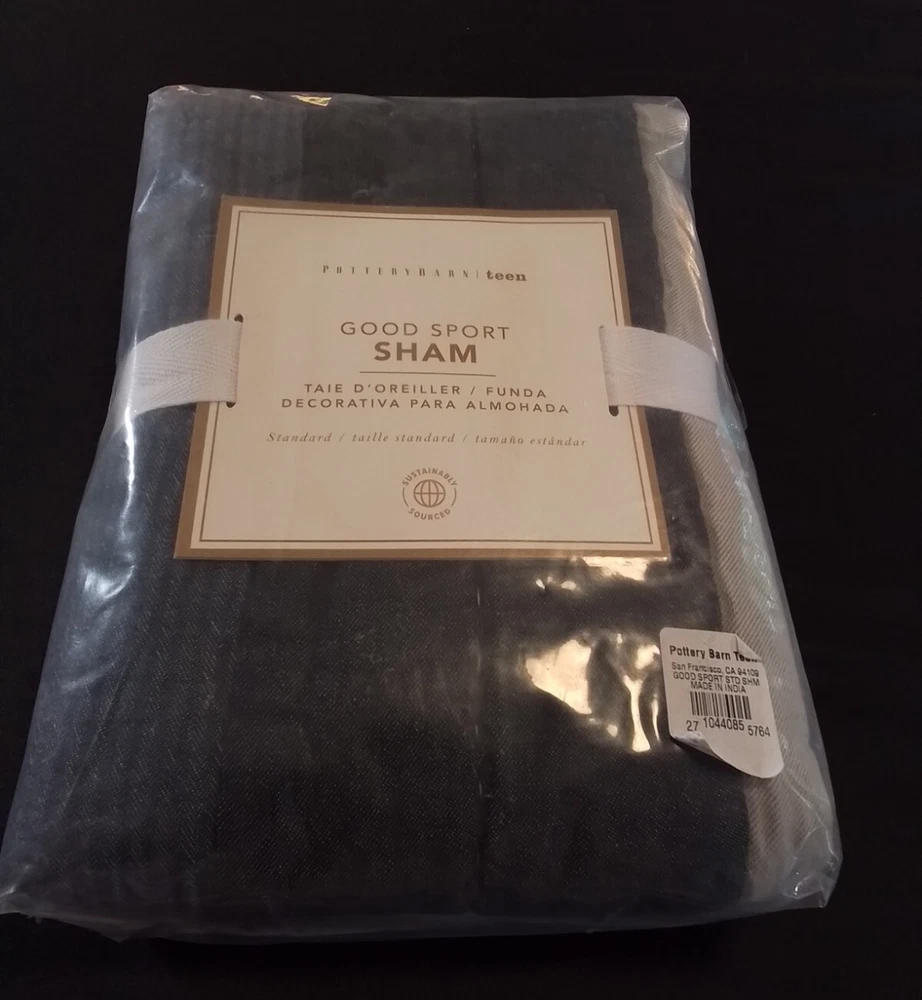 POTTERYBARN | teen
GOOD SPORT
SHAM
TAIE D'OREILLER / FUNDA
DECORATIVA PARA ALMOHADA
Standard / taille standard / tamaño estándar
SUSTAINABLY
SOURCED
Pottery Barn
San Francisco, CA 94109
GOOD SPORT STD SHM
MADE IN INDIA
27 1044085 5764